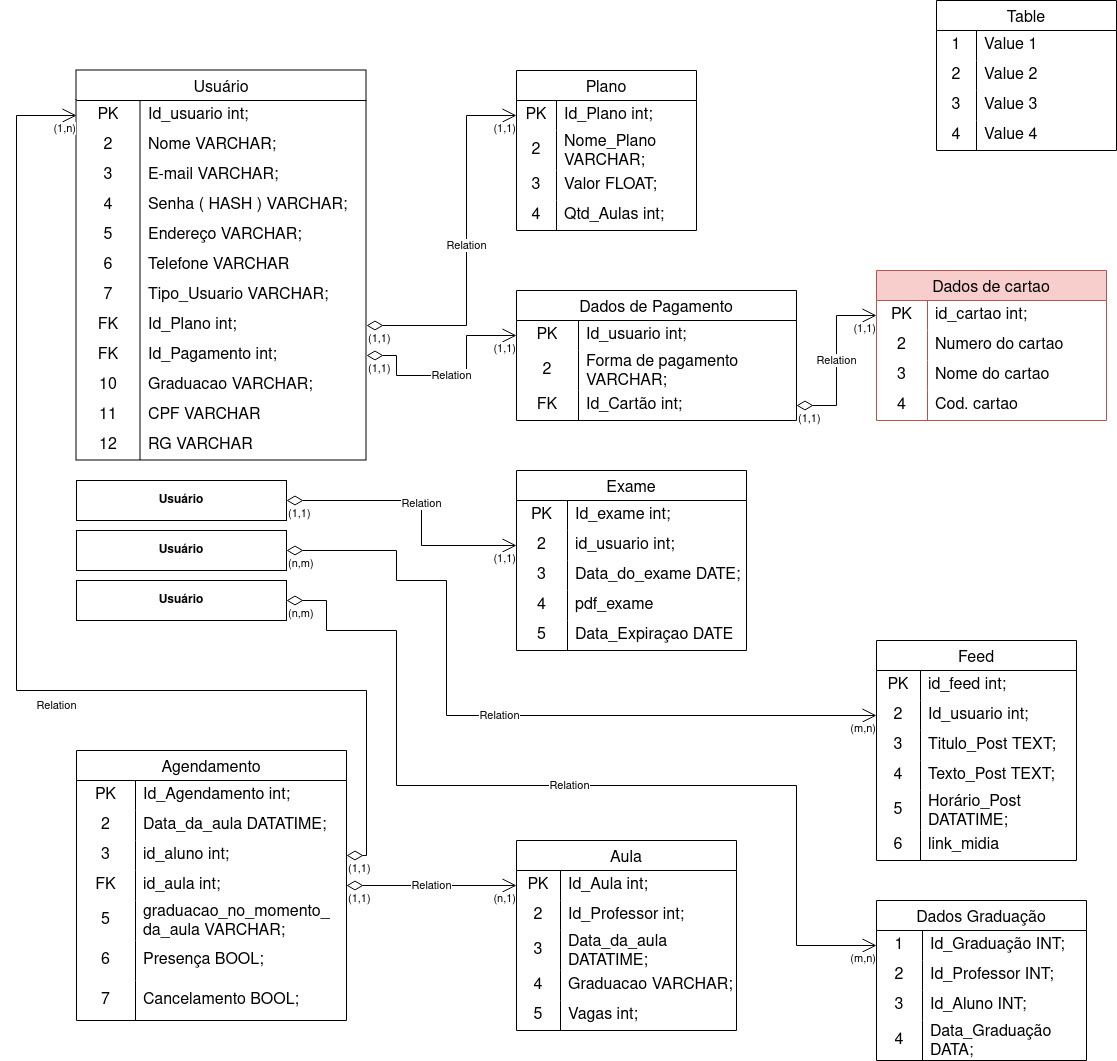 Table
1 Value 1
2 Value 2
3 Value 3
4 Value 4
Usuário
PK Id_usuario int;
2 Nome VARCHAR;
3 E-mail VARCHAR;
4 Senha ( HASH ) VARCHAR;
5 Endereço VARCHAR;
6 Telefone VARCHAR
7 Tipo_Usuario VARCHAR;
FK Id_Plano int;
FK Id_Pagamento int;
10 Graduacao VARCHAR;
11 CPF VARCHAR
12 RG VARCHAR
(1,n)
(1,1)
(1,1)
Relation
Relation
Plano
PK Id_Plano int;
2 Nome_Plano
VARCHAR;
3 Valor FLOAT;
4 Qtd_Aulas int;
(1,1)
Dados de Pagamento
PK Id_usuario int;
2 Forma de pagamento
VARCHAR;
FK Id_Cartão int;
(1,1)
(1,1)
Relation
Dados de cartao
PK id_cartao int;
2 Numero do cartao
3 Nome do cartao
4 Cod. cartao
(1,1)
Usuário
(1,1)
Relation
Usuário
(n,m)
Usuário
(n,m)
Exame
PK Id_exame int;
2 id_usuario int;
3 Data_do_exame DATE;
4 pdf_exame
5 Data_Expiraçao DATE
(1,1)
Relation
Relation
Relation
Feed
PK id_feed int;
2 Id_usuario int;
3 Titulo_Post TEXT;
4 Texto_Post TEXT;
5 Horário_Post
DATATIME;
6 link_midia
(m,n)
Agendamento
PK Id_Agendamento int;
2 Data_da_aula DATATIME;
3 id_aluno int;
FK id_aula int;
5 graduacao_no_momento_
da_aula VARCHAR;
6 Presença BOOL;
7 Cancelamento BOOL;
(1,1)
(1,1)
Relation
Aula
PK Id_Aula int;
2 Id_Professor int;
3 Data_da_aula
DATATIME;
4 Graduacao VARCHAR;
5 Vagas int;
(n,1)
Dados Graduação
1 Id_Graduação INT;
2 Id_Professor INT;
3 Id_Aluno INT;
4 Data_Graduação
DATA;
(m,n)